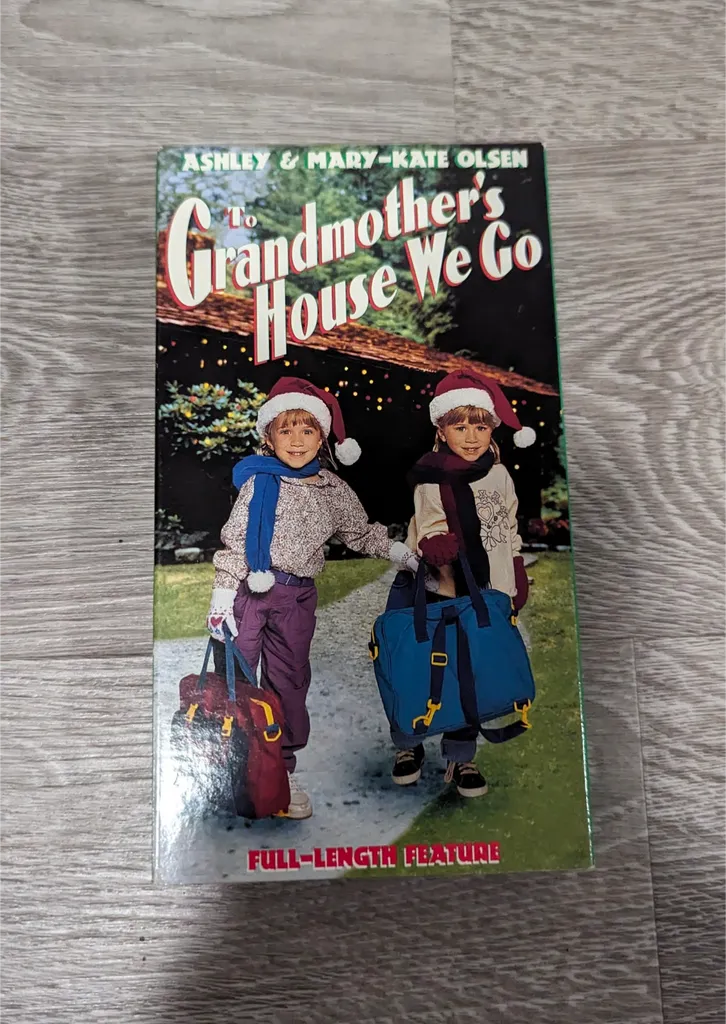 ASHLEY & MARY-KATE OLSEN
To
Grandmother's
House We Go
FULL-LENGTH FEATURE